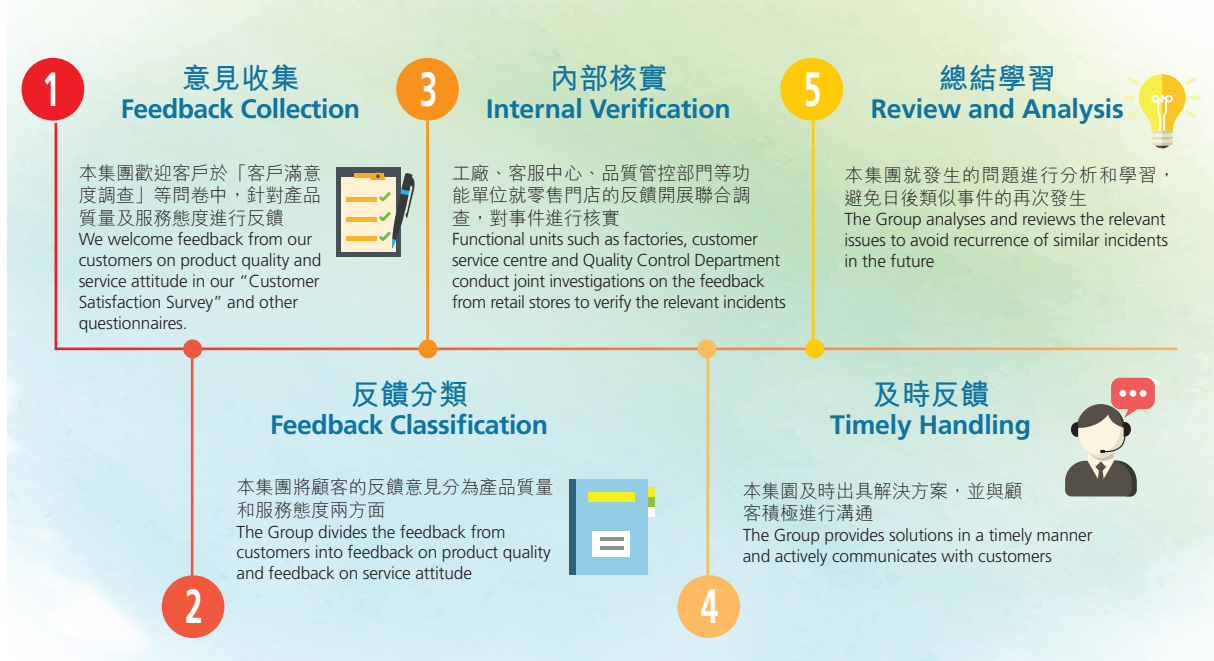 1
意見收集
Feedback Collection
本集團歡迎客戶於「客戶滿意
度調查」等問卷中，針對產品
質量及服務態度進行反饋
We welcome feedback from our
customers on product quality and
service attitude in our “Customer
Satisfaction Survey” and other
questionnaires.
2
反饋分類
Feedback Classification
本集團將顧客的反饋意見分為產品質量
和服務態度兩方面
The Group divides the feedback from
customers into feedback on product quality
and feedback on service attitude
3
內部核實
Internal Verification
工廠、客服中心、品質管控部門等功
能單位就零售門店的反饋開展聯合調
查，對事件進行核實
Functional units such as factories, customer
service centre and Quality Control Department
conduct joint investigations on the feedback
from retail stores to verify the relevant incidents
4
及時反饋
Timely Handling
本集園及時出具解決方案，並與顧
客積極進行溝通
The Group provides solutions in a timely manner
and actively communicates with customers
5
總結學習
Review and Analysis
本集團就發生的問題進行分析和學習，
避免日後類似事件的再次發生
The Group analyses and reviews the relevant
issues to avoid recurrence of similar incidents
in the future